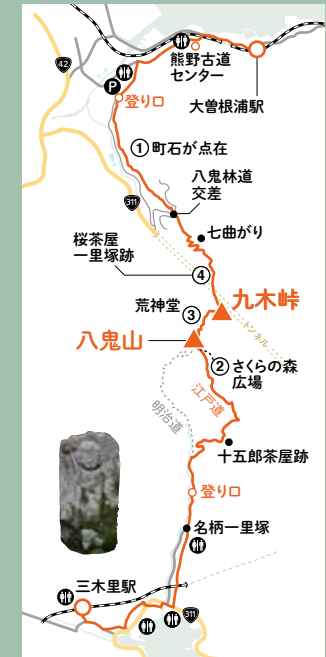 42
熊野古道
センター
大曽根浦駅
P
登り口
① 町石が点在
八鬼林道
交差
311
七曲がり
桜茶屋
一里塚跡
④
九木峠
荒神堂
③
トンネル
八鬼山
② さくらの森
広場
江戸道
明治道
十五郎茶屋跡
登り口
名柄一里塚
三木里駅
311